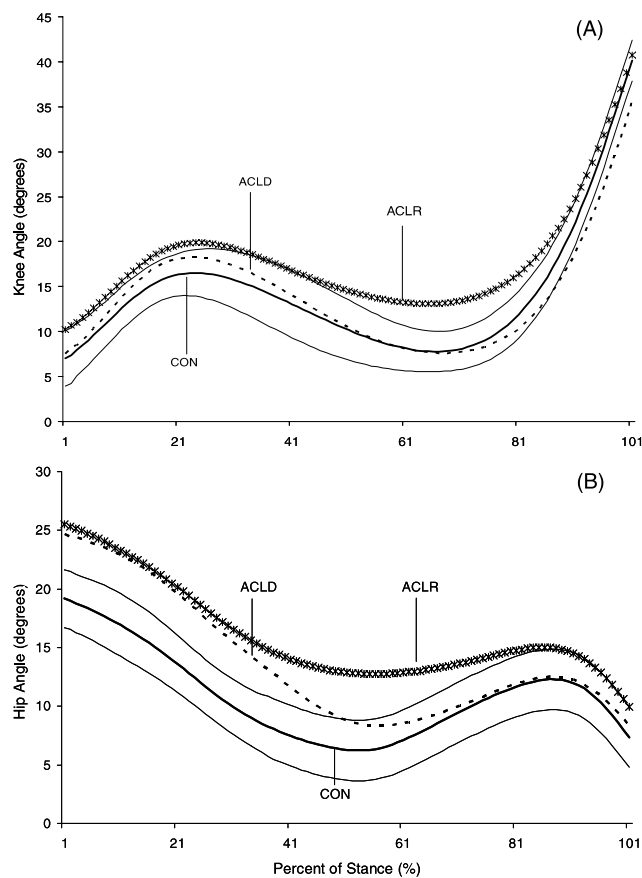 (A)
45
40
35
30
25
20
15
10
5
0
Knee Angle (degrees)
ACLD
ACLR
CON
1 21 41 61 81 101
(B)
30
25
20
15
10
5
0
Hip Angle (degrees)
ACLD ACLR
CON
1 21 41 61 81 101
Percent of Stance (%)